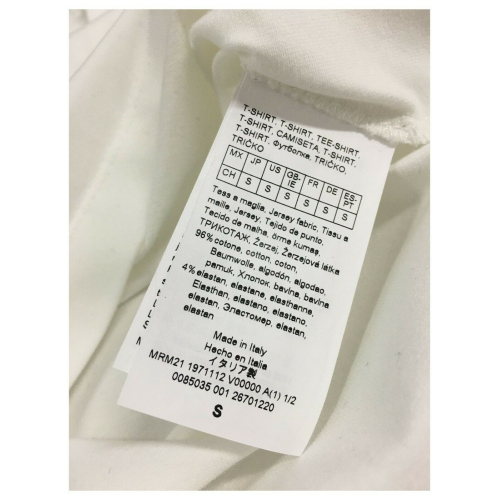 T-SHIRT, T-SHIRT, TEE-SHIRT,
T-SHIRT, CAMISETA, T-SHIRT,
T-SHIRT, Футболка, TRIČKO,
TRIČKO
MX JP US GB-IE FR DE ES-PT
CH S S S S S S
Tess a maglia, Jersey fabric, Tissu a
maille, Jersey, Tejido de punto,
Tecido de malha, örme kumaş,
ТРИКОТАЖ, Žerzej, Žerzejová látka
96% cotone, cotton, coton,
Baumwolle, algodón, algodao,
pamuk, Хлопок, bavlna, bavlna
4% elastan, elastane, elasthanne,
Elasthan, elastano, elastano,
elastan, Эластомер, elastan,
elastan
Made in Italy
Hecho en Italia
イタリア製
MRM21 1971112 V00000 A(1) 1/2
0085035 001 26701220
S